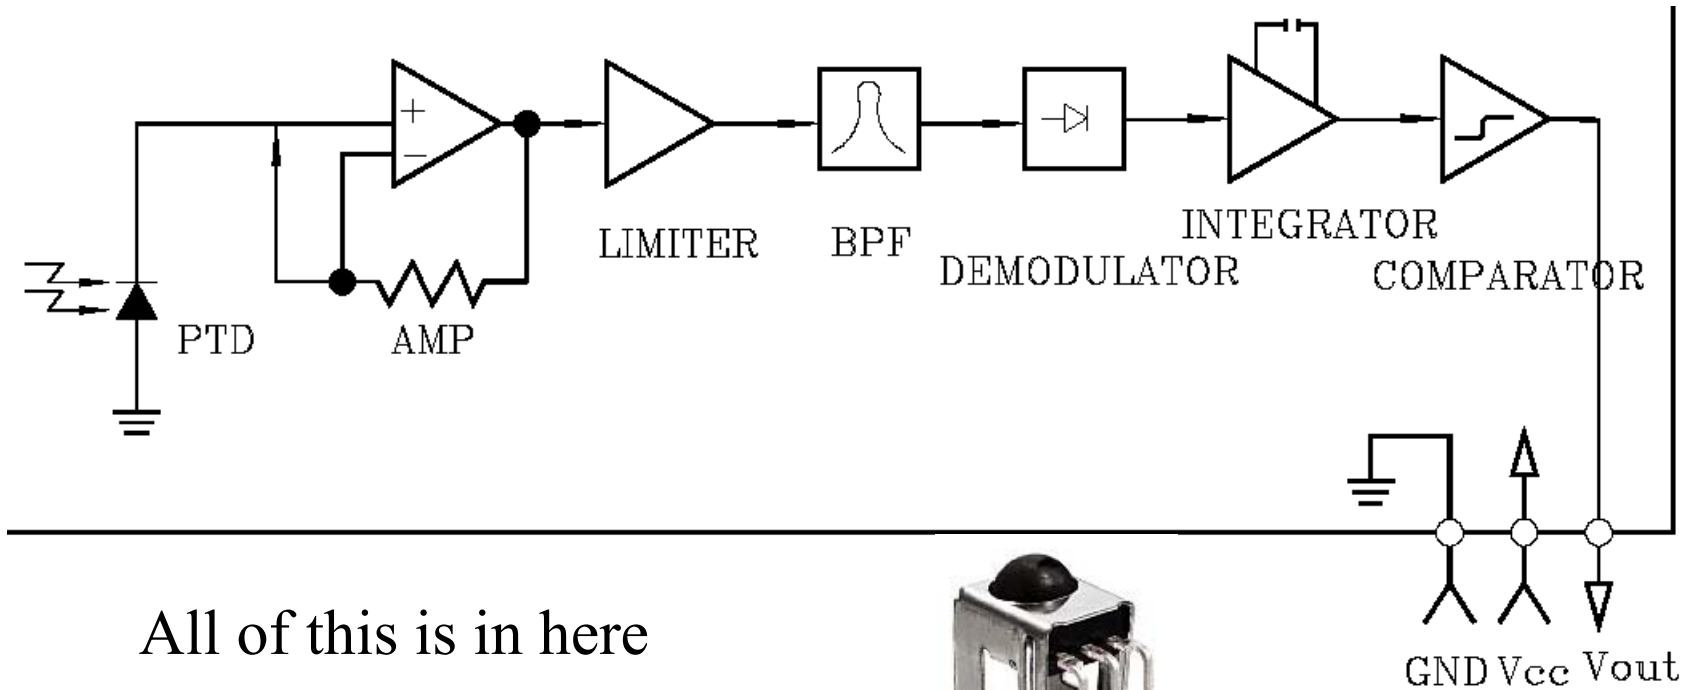 +
−
LIMITER
BPF
DEMODULATOR
INTEGRATOR
COMPARATOR
PTD
AMP
All of this is in here
GND Vcc Vout